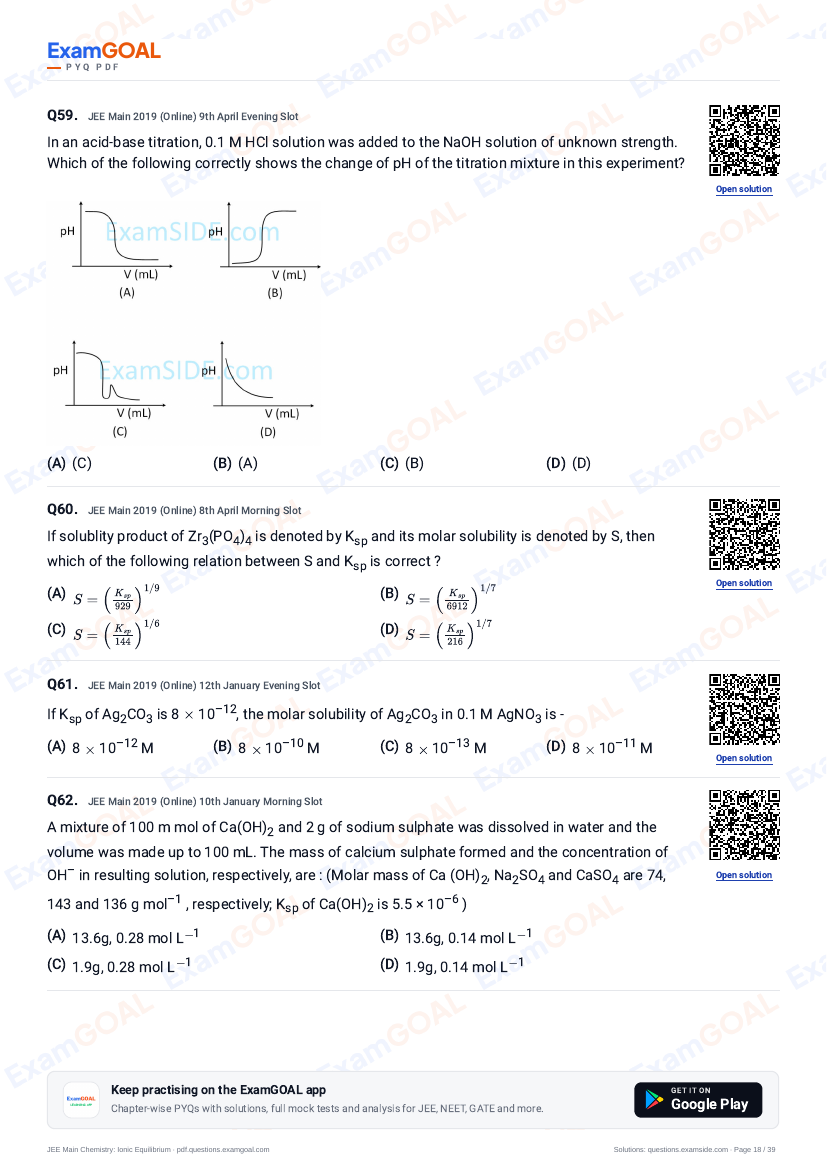 ExamGOAL
PYQ PDF
Q59. JEE Main 2019 (Online) 9th April Evening Slot
In an acid-base titration, 0.1 M HCl solution was added to the NaOH solution of unknown strength.
Which of the following correctly shows the change of pH of the titration mixture in this experiment?
Open solution
ExamSIDE.com
pH pH
V (mL) V (mL)
(A) (B)
ExamSIDE.com
pH pH
V (mL) V (mL)
(C) (D)
(A) (C) (B) (A) (C) (B) (D) (D)
Q60. JEE Main 2019 (Online) 8th April Morning Slot
If solublity product of Zr₃(PO₄)₄ is denoted by Kₛₚ and its molar solubility is denoted by S, then
which of the following relation between S and Kₛₚ is correct ?
Open solution
(A) S = (Kₛₚ/929)^1/9 (B) S = (Kₛₚ/6912)^1/7
(C) S = (Kₛₚ/144)^1/6 (D) S = (Kₛₚ/216)^1/7
Q61. JEE Main 2019 (Online) 12th January Evening Slot
If Kₛₚ of Ag₂CO₃ is 8 × 10⁻¹², the molar solubility of Ag₂CO₃ in 0.1 M AgNO₃ is -
(A) 8 × 10⁻¹² M (B) 8 × 10⁻¹⁰ M (C) 8 × 10⁻¹³ M (D) 8 × 10⁻¹¹ M
Open solution
Q62. JEE Main 2019 (Online) 10th January Morning Slot
A mixture of 100 m mol of Ca(OH)₂ and 2 g of sodium sulphate was dissolved in water and the
volume was made up to 100 mL. The mass of calcium sulphate formed and the concentration of
OH⁻ in resulting solution, respectively, are : (Molar mass of Ca (OH)₂, Na₂SO₄ and CaSO₄ are 74,
143 and 136 g mol⁻¹ , respectively; Kₛₚ of Ca(OH)₂ is 5.5 × 10⁻⁶ )
Open solution
(A) 13.6g, 0.28 mol L⁻¹ (B) 13.6g, 0.14 mol L⁻¹
(C) 1.9g, 0.28 mol L⁻¹ (D) 1.9g, 0.14 mol L⁻¹
Keep practising on the ExamGOAL app
Chapter-wise PYQs with solutions, full mock tests and analysis for JEE, NEET, GATE and more.
GET IT ON
Google Play
JEE Main Chemistry: Ionic Equilibrium · pdf.questions.examgoal.com
Solutions: questions.examside.com · Page 18 / 39